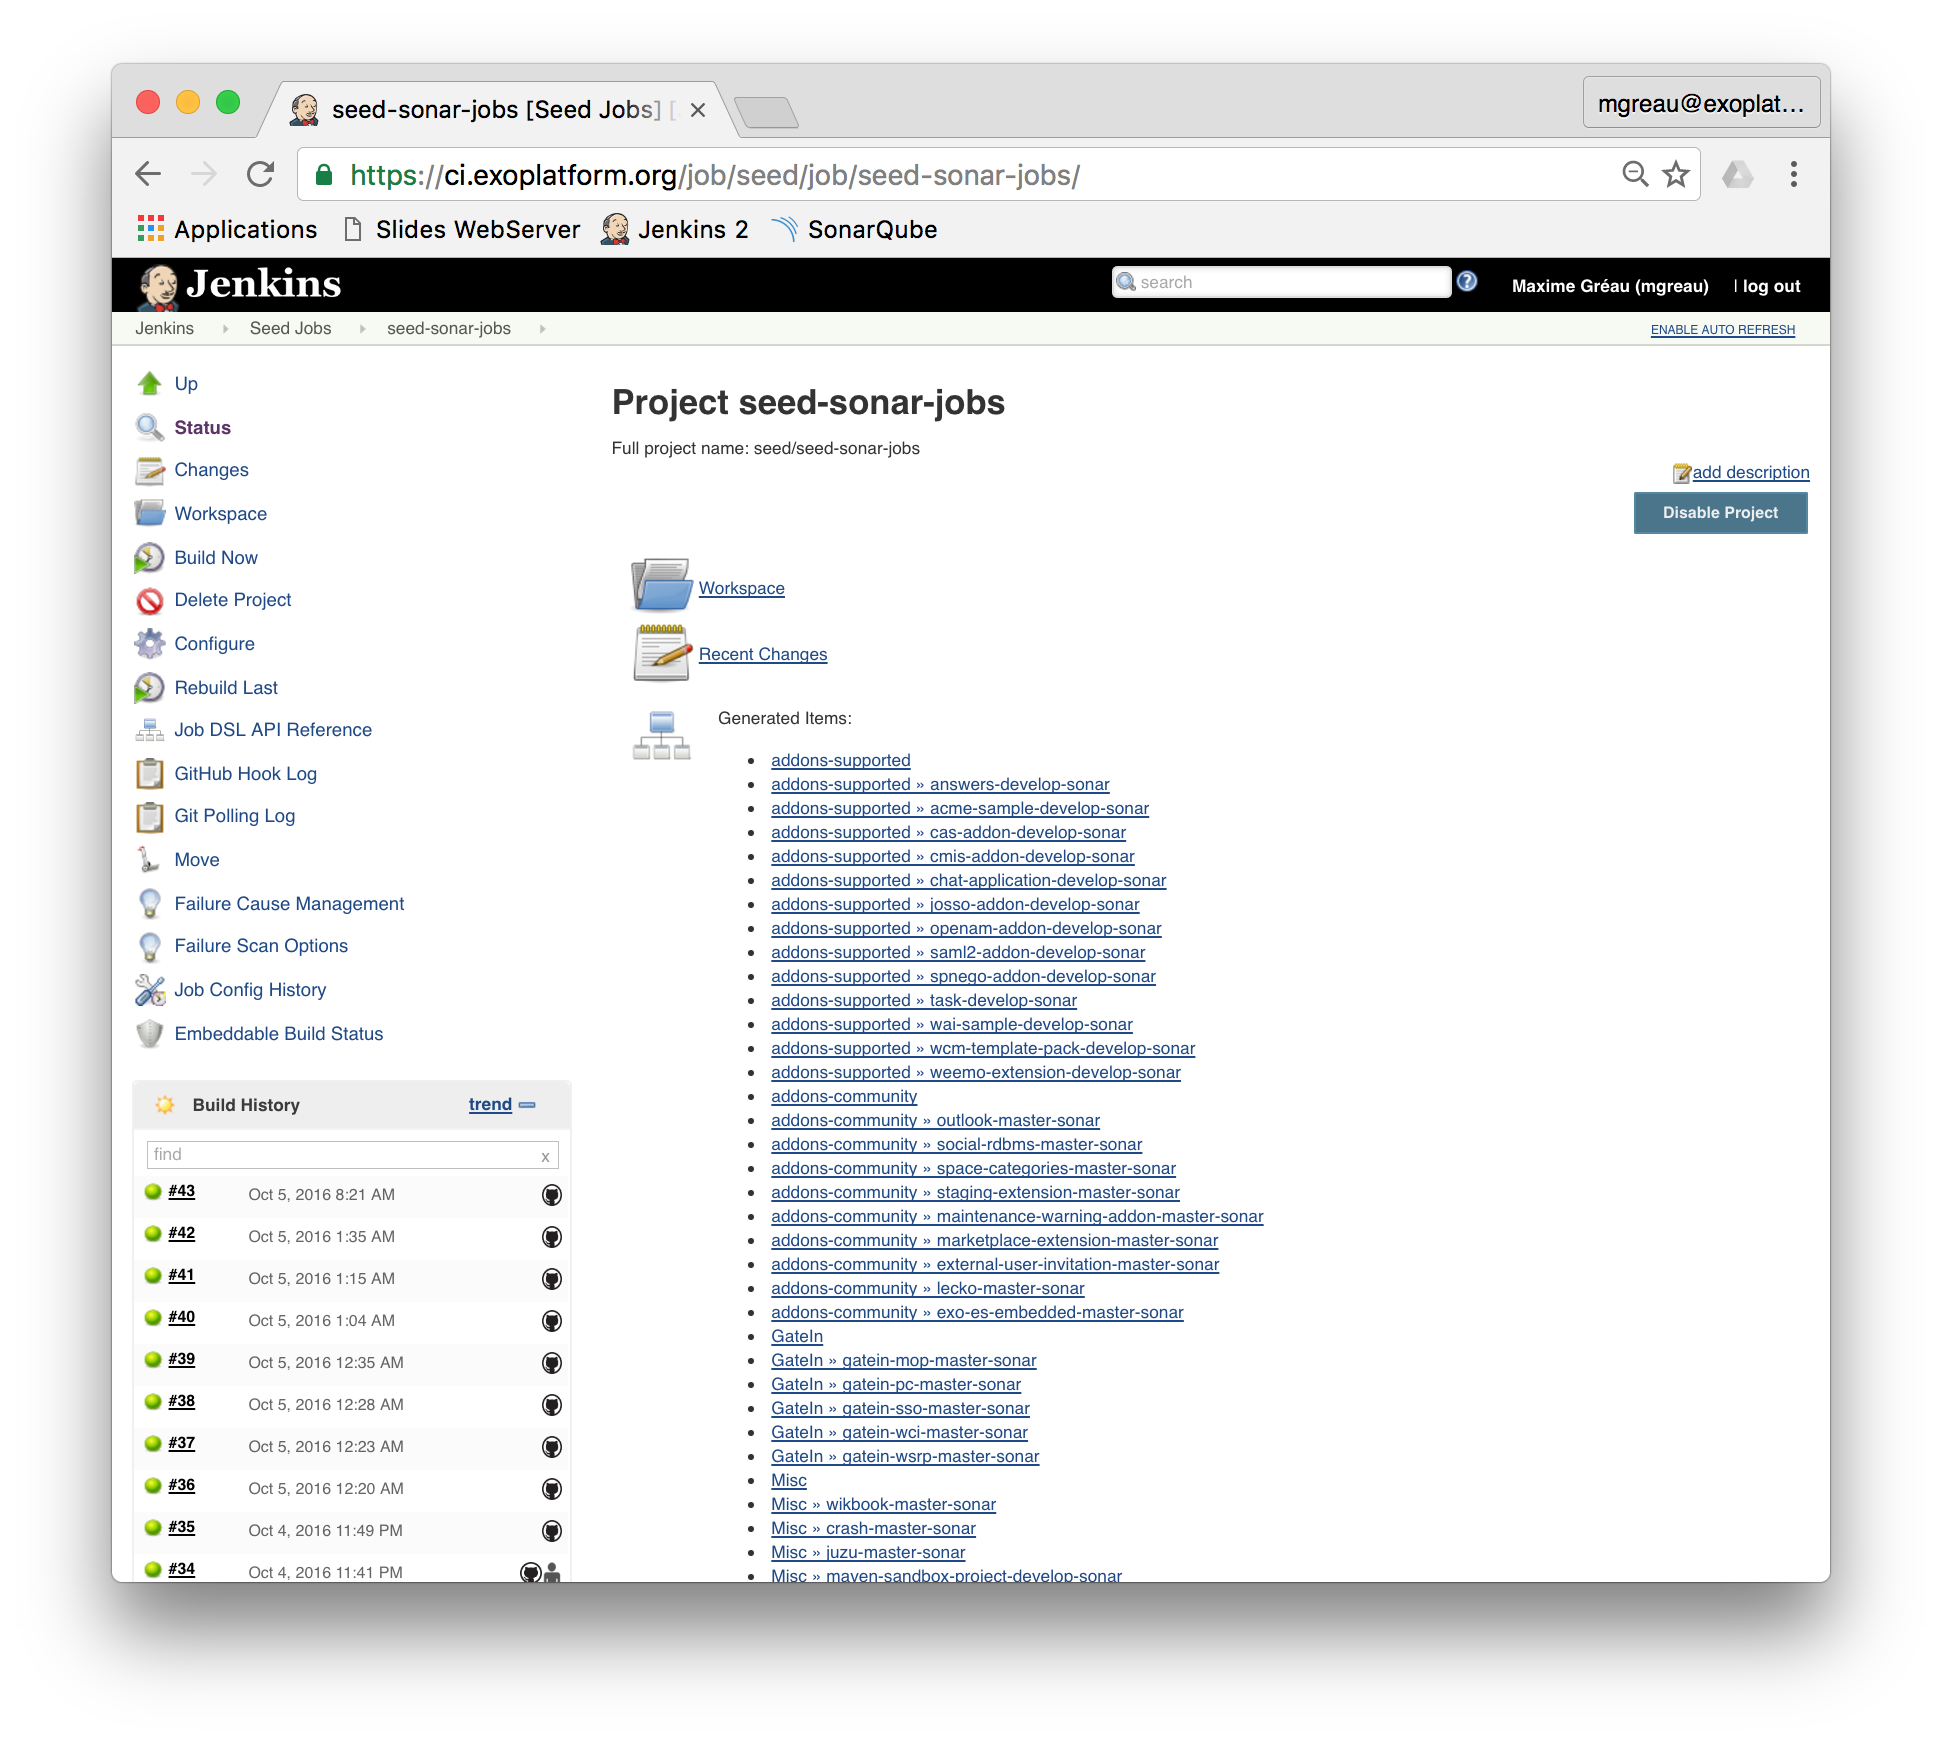 seed-sonar-jobs [Seed Jobs] [
mgreau@exoplat...
https://ci.exoplatform.org/job/seed/job/seed-sonar-jobs/
Applications Slides WebServer Jenkins 2 SonarQube
Jenkins search ? Maxime Gréau (mgreau) | log out
Jenkins Seed Jobs seed-sonar-jobs ENABLE AUTO REFRESH
Up
Status
Changes
Workspace
Build Now
Delete Project
Configure
Rebuild Last
Job DSL API Reference
GitHub Hook Log
Git Polling Log
Move
Failure Cause Management
Failure Scan Options
Job Config History
Embeddable Build Status
Build History trend
find x
#43 Oct 5, 2016 8:21 AM
#42 Oct 5, 2016 1:35 AM
#41 Oct 5, 2016 1:15 AM
#40 Oct 5, 2016 1:04 AM
#39 Oct 5, 2016 12:35 AM
#38 Oct 5, 2016 12:28 AM
#37 Oct 5, 2016 12:23 AM
#36 Oct 5, 2016 12:20 AM
#35 Oct 4, 2016 11:49 PM
#34 Oct 4, 2016 11:41 PM
Project seed-sonar-jobs
Full project name: seed/seed-sonar-jobs
add description
Disable Project
Workspace
Recent Changes
Generated Items:
addons-supported
addons-supported » answers-develop-sonar
addons-supported » acme-sample-develop-sonar
addons-supported » cas-addon-develop-sonar
addons-supported » cmis-addon-develop-sonar
addons-supported » chat-application-develop-sonar
addons-supported » josso-addon-develop-sonar
addons-supported » openam-addon-develop-sonar
addons-supported » saml2-addon-develop-sonar
addons-supported » spnego-addon-develop-sonar
addons-supported » task-develop-sonar
addons-supported » wai-sample-develop-sonar
addons-supported » wcm-template-pack-develop-sonar
addons-supported » weemo-extension-develop-sonar
addons-community
addons-community » outlook-master-sonar
addons-community » social-rdbms-master-sonar
addons-community » space-categories-master-sonar
addons-community » staging-extension-master-sonar
addons-community » maintenance-warning-addon-master-sonar
addons-community » marketplace-extension-master-sonar
addons-community » external-user-invitation-master-sonar
addons-community » lecko-master-sonar
addons-community » exo-es-embedded-master-sonar
GateIn
GateIn » gatein-mop-master-sonar
GateIn » gatein-pc-master-sonar
GateIn » gatein-sso-master-sonar
GateIn » gatein-wci-master-sonar
GateIn » gatein-wsrp-master-sonar
Misc
Misc » wikbook-master-sonar
Misc » crash-master-sonar
Misc » juzu-master-sonar
Misc » maven-sandbox-project-develop-sonar